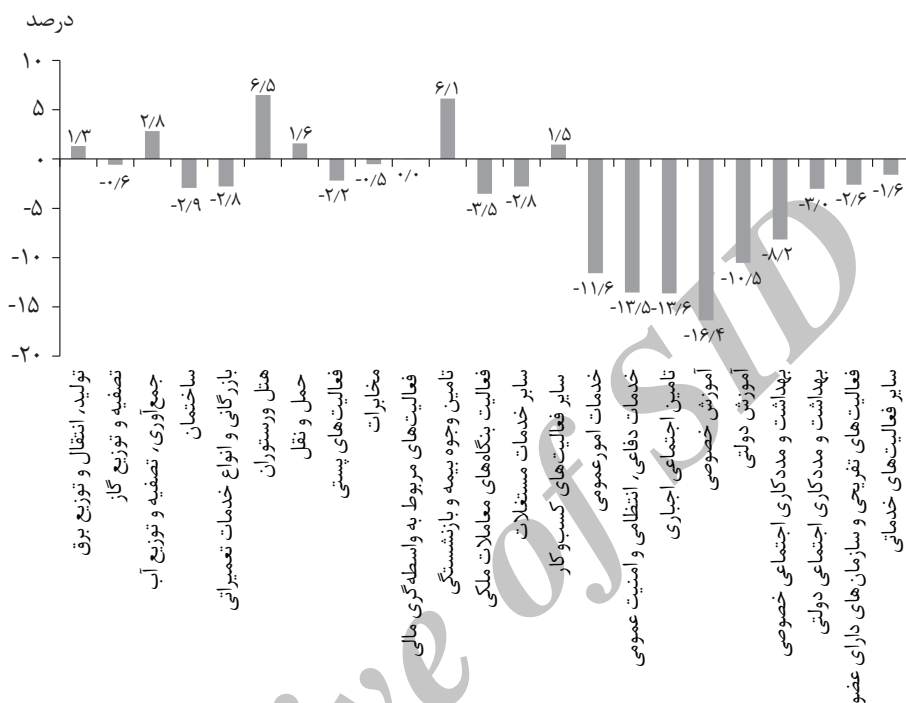 درصد
۱۰
۵
۰
-۵
-۱۰
-۱۵
-۲۰
۱/۳
-۰/۶
۲/۸
-۲/۹
-۲/۸
۶/۵
۱/۶
-۲/۲
-۰/۵
۰/۰
۶/۱
-۳/۵
-۲/۸
۱/۵
-۱۱/۶
-۱۳/۵
-۱۳/۶
-۱۶/۴
-۱۰/۵
-۸/۲
-۳/۰
-۲/۶
-۱/۶
تولید، انتقال و توزیع برق
تصفیه و توزیع گاز
جمع‌آوری، تصفیه و توزیع آب
ساختمان
بازرگانی و انواع خدمات تعمیراتی
هتل ورستوران
حمل و نقل
فعالیت‌های پستی
مخابرات
فعالیت‌های مربوط به واسطه‌گری مالی
تامین وجوه بیمه و بازنشستگی
فعالیت بنگاه‌های معاملات ملکی
سایر خدمات مستغلات
سایر فعالیت‌های کسب‌وکار
خدمات امورعمومی
خدمات دفاعی، انتظامی و امنیت عمومی
تامین اجتماعی اجباری
آموزش خصوصی
آموزش دولتی
بهداشت و مددکاری اجتماعی خصوصی
بهداشت و مددکاری اجتماعی دولتی
فعالیت‌های تفریحی و سازمان‌های دارای عضو
سایر فعالیت‌های خدماتی
ive of SID